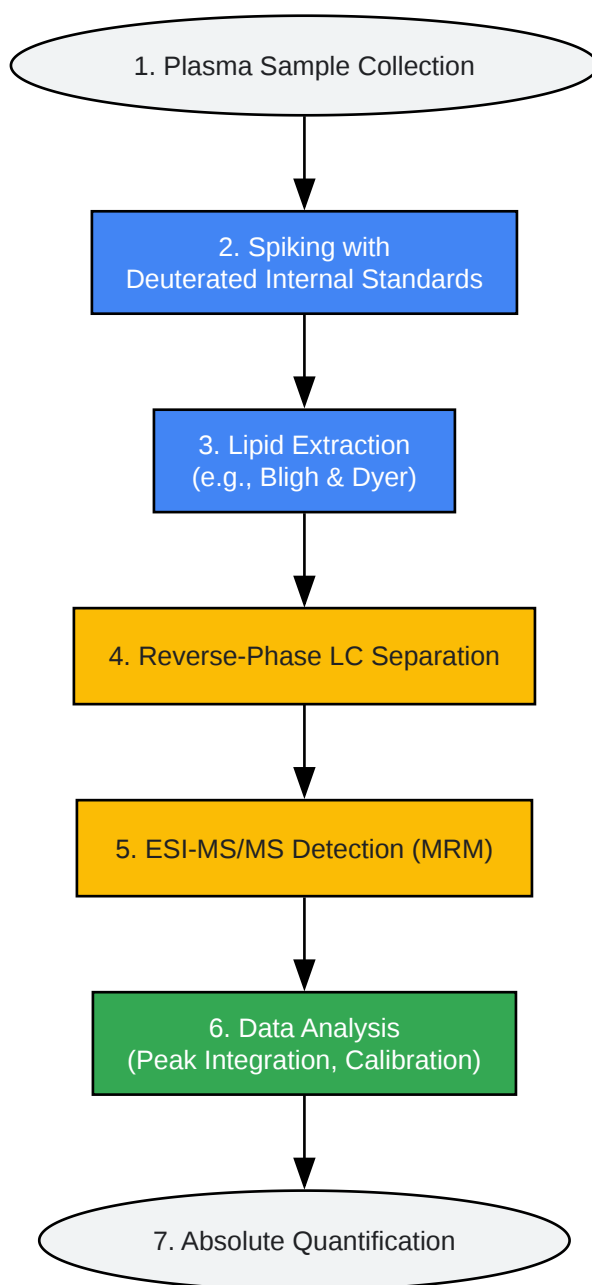 1. Plasma Sample Collection
2. Spiking with
Deuterated Internal Standards
3. Lipid Extraction
(e.g., Bligh & Dyer)
4. Reverse-Phase LC Separation
5. ESI-MS/MS Detection (MRM)
6. Data Analysis
(Peak Integration, Calibration)
7. Absolute Quantification